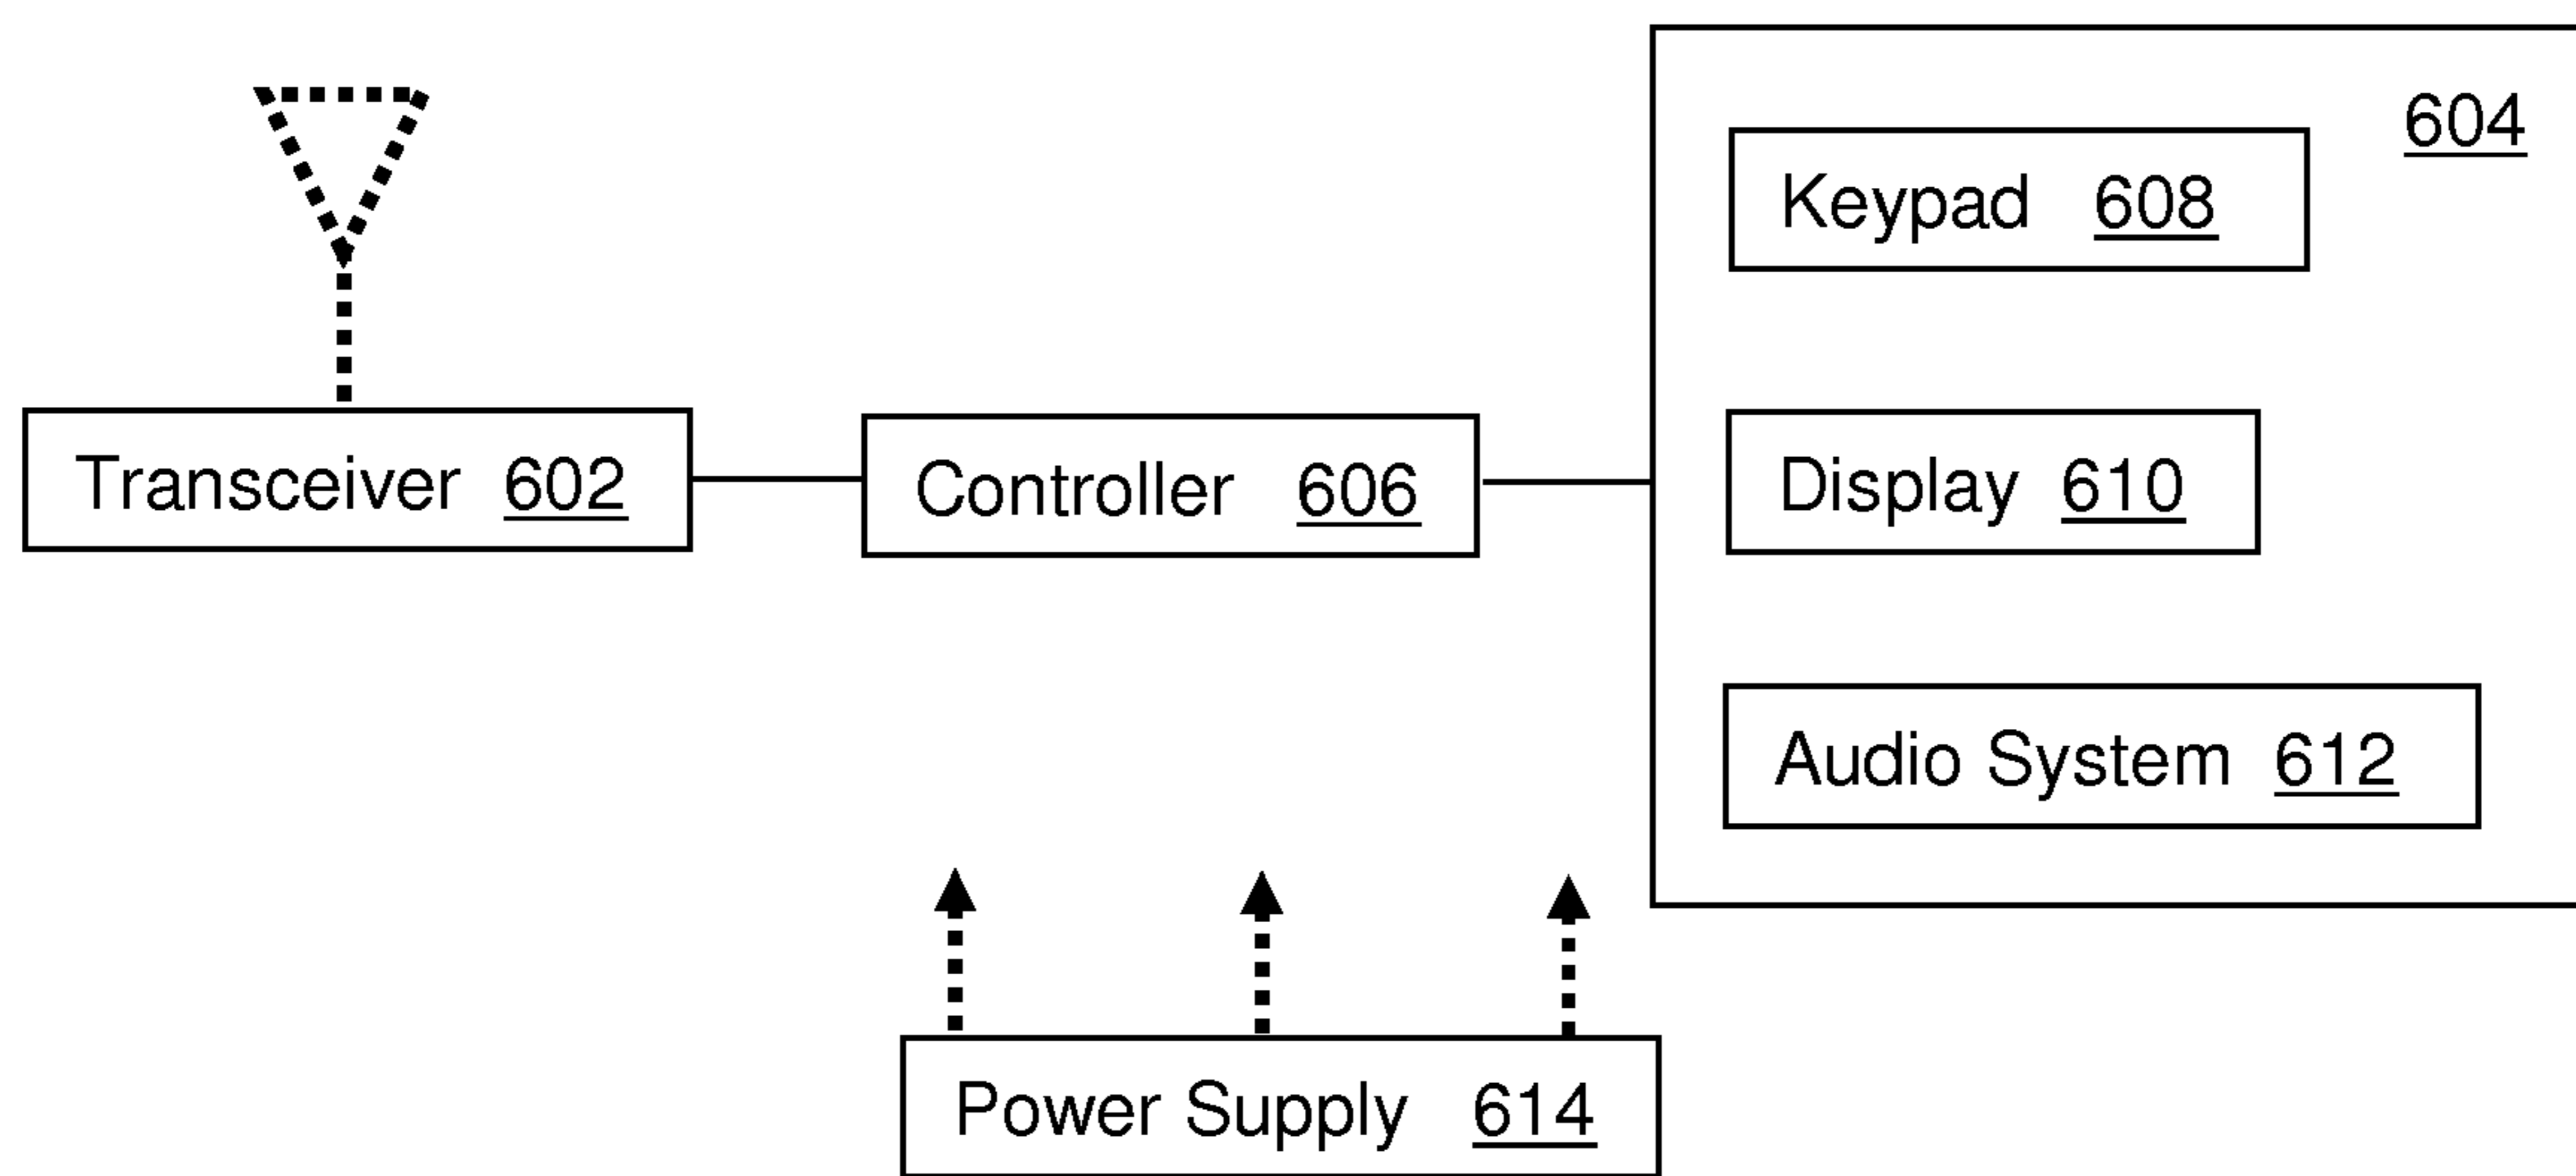 604
Keypad 608
Transceiver 602
Controller 606
Display 610
Audio System 612
Power Supply 614